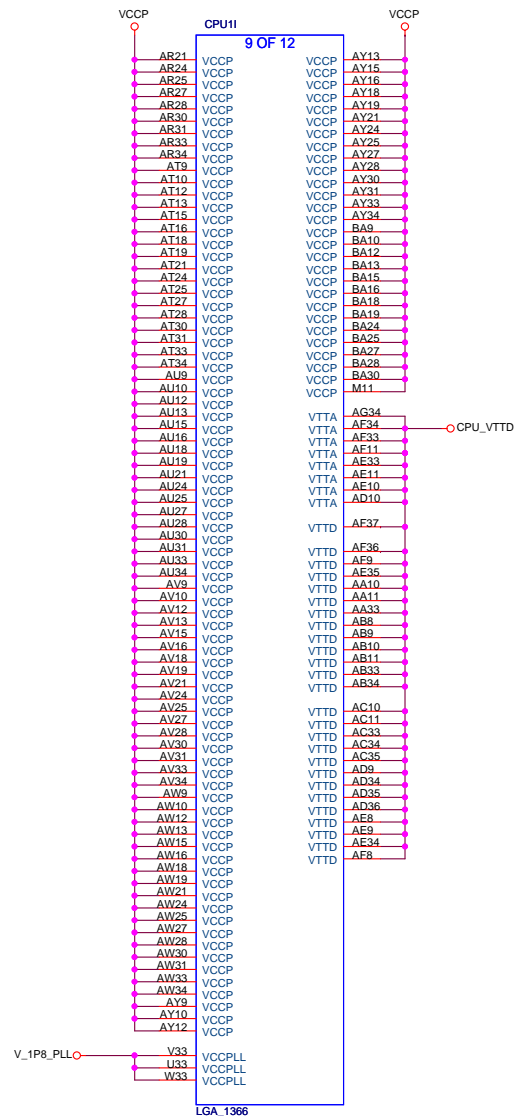 VCCP VCCP
CPU1I
9 OF 12
AR21 VCCP VCCP AY13
AR24 VCCP VCCP AY15
AR25 VCCP VCCP AY16
AR27 VCCP VCCP AY18
AR28 VCCP VCCP AY19
AR30 VCCP VCCP AY21
AR31 VCCP VCCP AY24
AR33 VCCP VCCP AY25
AR34 VCCP VCCP AY27
AT9 VCCP VCCP AY28
AT10 VCCP VCCP AY30
AT12 VCCP VCCP AY31
AT13 VCCP VCCP AY33
AT15 VCCP VCCP AY34
AT16 VCCP VCCP BA9
AT18 VCCP VCCP BA10
AT19 VCCP VCCP BA12
AT21 VCCP VCCP BA13
AT24 VCCP VCCP BA15
AT25 VCCP VCCP BA16
AT27 VCCP VCCP BA18
AT28 VCCP VCCP BA19
AT30 VCCP VCCP BA24
AT31 VCCP VCCP BA25
AT33 VCCP VCCP BA27
AT34 VCCP VCCP BA28
AU9 VCCP VCCP BA30
AU10 VCCP VCCP M11
AU12 VCCP
AU13 VCCP VTTA AG34
AU15 VCCP VTTA AF34 CPU_VTTD
AU16 VCCP VTTA AF33
AU18 VCCP VTTA AF11
AU19 VCCP VTTA AE33
AU21 VCCP VTTA AE11
AU24 VCCP VTTA AE10
AU25 VCCP VTTA AD10
AU27 VCCP
AU28 VCCP VTTD AF37
AU30 VCCP
AU31 VCCP VTTD AF36
AU33 VCCP VTTD AF9
AU34 VCCP VTTD AE35
AV9 VCCP VTTD AA10
AV10 VCCP VTTD AA11
AV12 VCCP VTTD AA33
AV13 VCCP VTTD AB8
AV15 VCCP VTTD AB9
AV16 VCCP VTTD AB10
AV18 VCCP VTTD AB11
AV19 VCCP VTTD AB33
AV21 VCCP VTTD AB34
AV24 VCCP
AV25 VCCP VTTD AC10
AV27 VCCP VTTD AC11
AV28 VCCP VTTD AC33
AV30 VCCP VTTD AC34
AV31 VCCP VTTD AC35
AV33 VCCP VTTD AD9
AV34 VCCP VTTD AD34
AW9 VCCP VTTD AD35
AW10 VCCP VTTD AD36
AW12 VCCP VTTD AE8
AW13 VCCP VTTD AE9
AW15 VCCP VTTD AE34
AW16 VCCP VTTD AF8
AW18 VCCP
AW19 VCCP
AW21 VCCP
AW24 VCCP
AW25 VCCP
AW27 VCCP
AW28 VCCP
AW30 VCCP
AW31 VCCP
AW33 VCCP
AW34 VCCP
AY9 VCCP
AY10 VCCP
AY12 VCCP
V_1P8_PLL V33 VCCPLL
U33 VCCPLL
W33 VCCPLL
LGA_1366